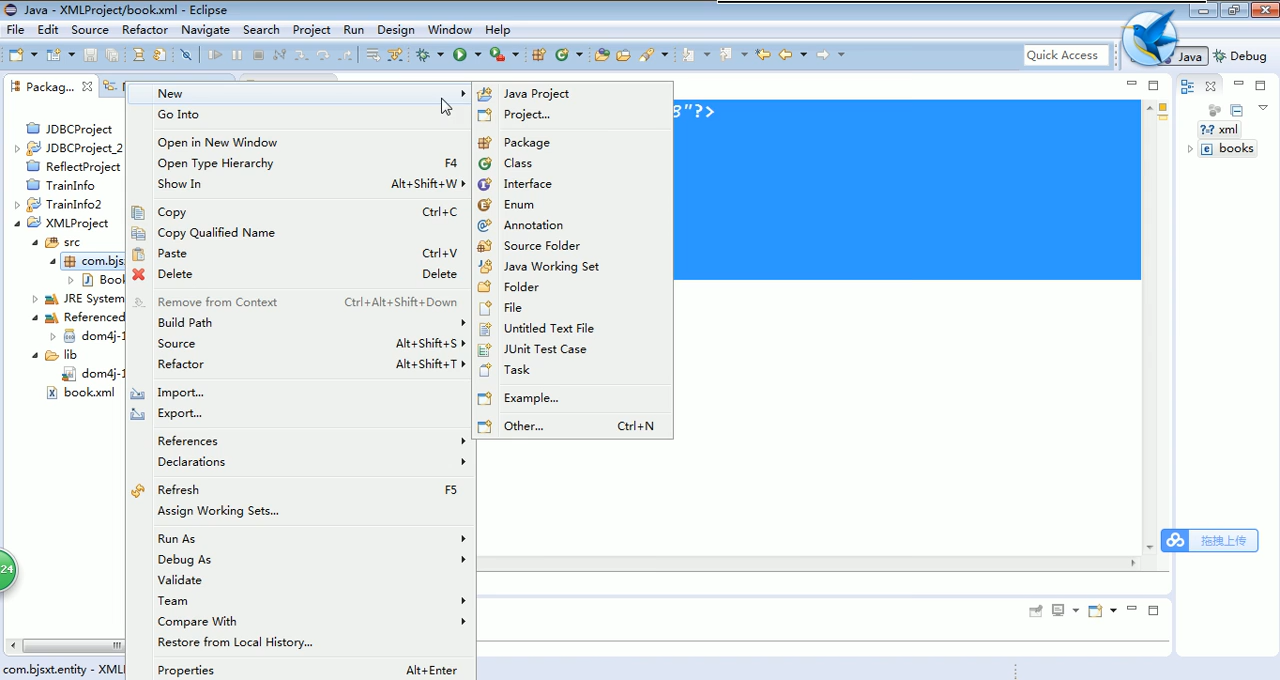 Java - XMLProject/book.xml - Eclipse
File Edit Source Refactor Navigate Search Project Run Design Window Help
Quick Access
Java
Debug
Packag...
JDBCProject
JDBCProject_2
ReflectProject
TrainInfo
TrainInfo2
XMLProject
src
com.bjs
Book
JRE System
Referenced
dom4j-1
lib
dom4j-1
book.xml
New
Go Into
Open in New Window
Open Type Hierarchy F4
Show In Alt+Shift+W
Copy Ctrl+C
Copy Qualified Name
Paste Ctrl+V
Delete Delete
Remove from Context Ctrl+Alt+Shift+Down
Build Path
Source Alt+Shift+S
Refactor Alt+Shift+T
Import...
Export...
References
Declarations
Refresh F5
Assign Working Sets...
Run As
Debug As
Validate
Team
Compare With
Restore from Local History...
Properties Alt+Enter
Java Project
Project...
Package
Class
Interface
Enum
Annotation
Source Folder
Java Working Set
Folder
File
Untitled Text File
JUnit Test Case
Task
Example...
Other... Ctrl+N
8"?>
?=? xml
e books
拖拽上传
24
com.bjsxt.entity - XMLI